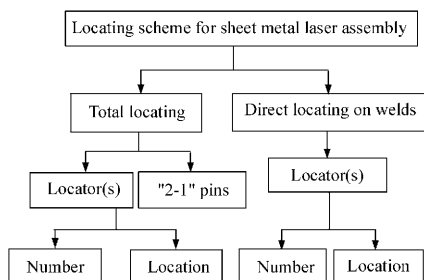 Locating scheme for sheet metal laser assembly
Total locating
Direct locating on welds
Locator(s)
"2-1" pins
Locator(s)
Number
Location
Number
Location